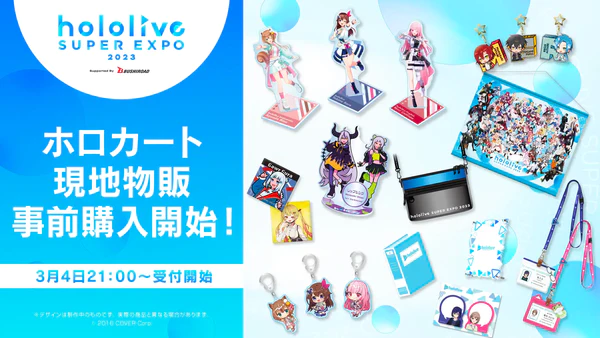 hololive
SUPER EXPO
2023
Supported By BUSHIROAD
ホロカート
現地物販
事前購入開始！
3月4日21:00～受付開始
※デザインは制作中のものです。実際の商品と異なる場合があります。
© 2016 COVER Corp.
hololive
hololive SUPER EXPO 2023